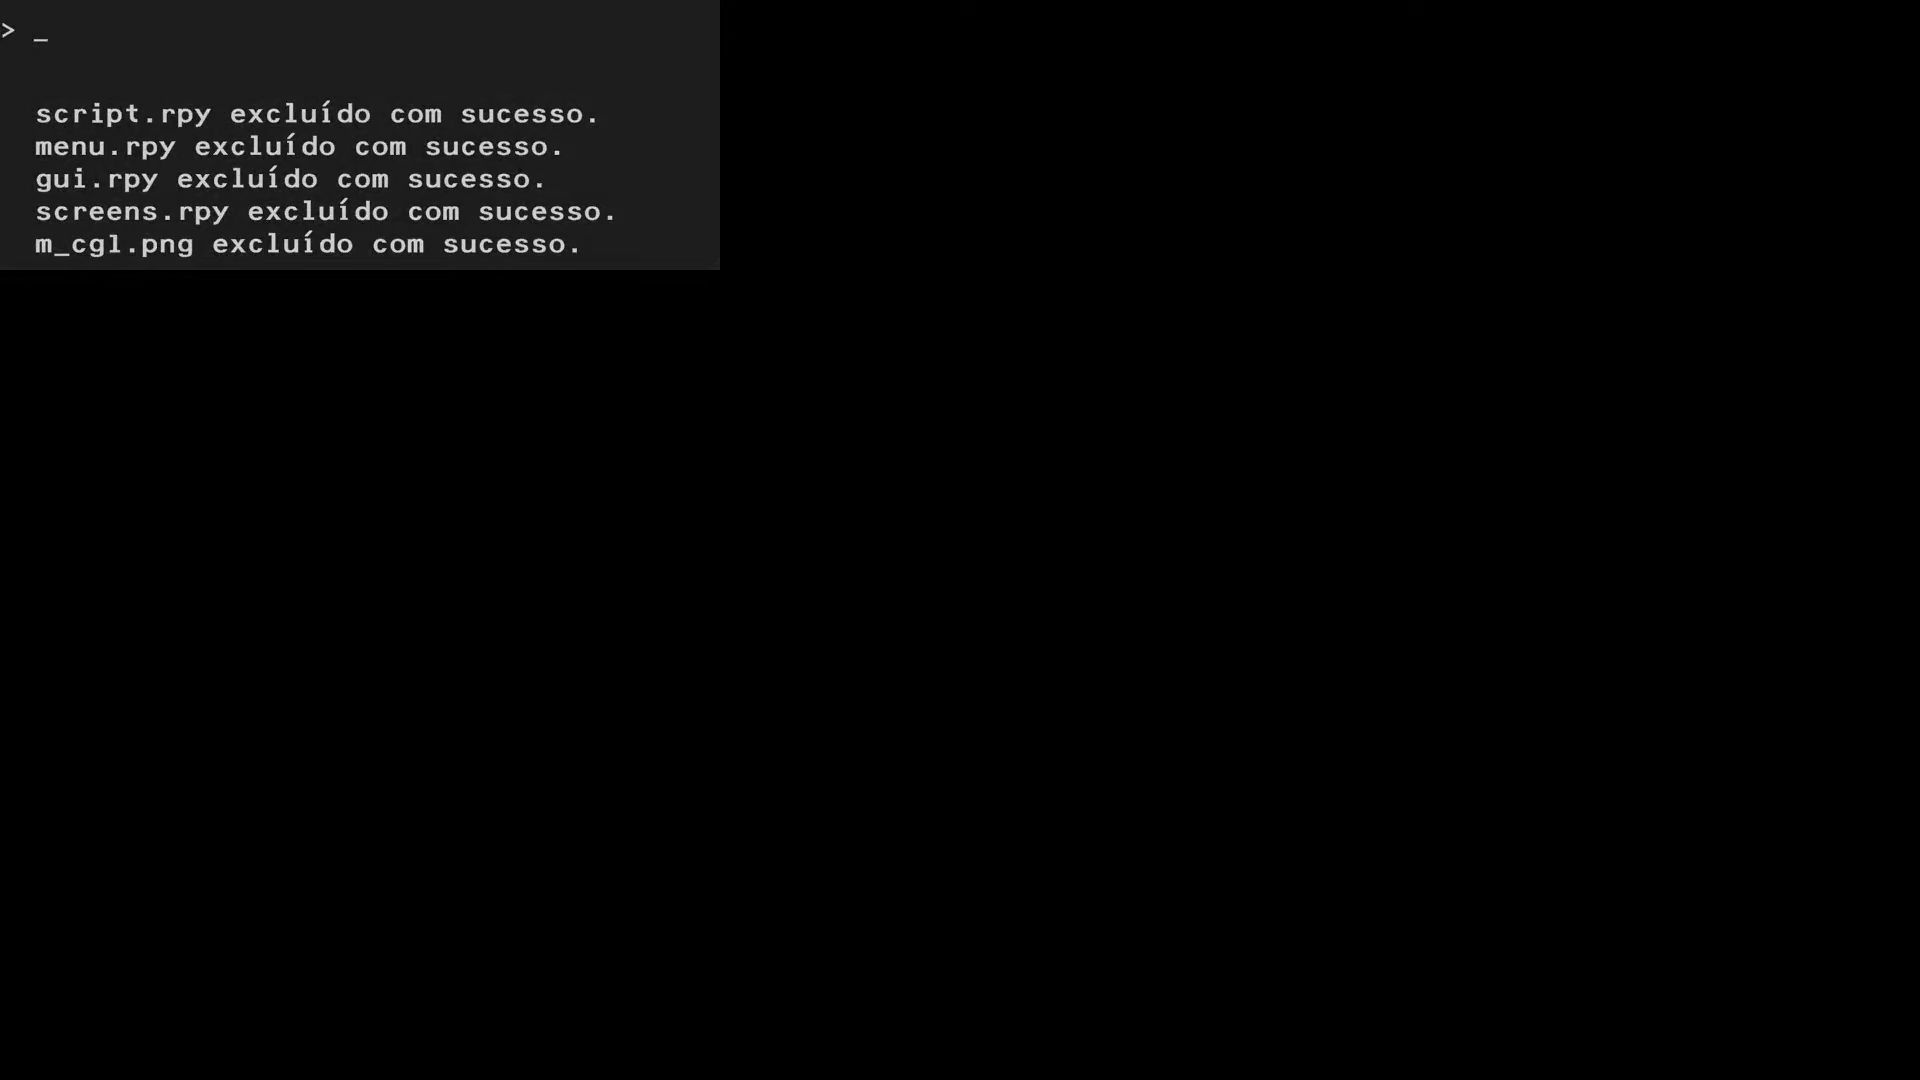 > _
script.rpy excluído com sucesso.
menu.rpy excluído com sucesso.
gui.rpy excluído com sucesso.
screens.rpy excluído com sucesso.
m_cgl.png excluído com sucesso.